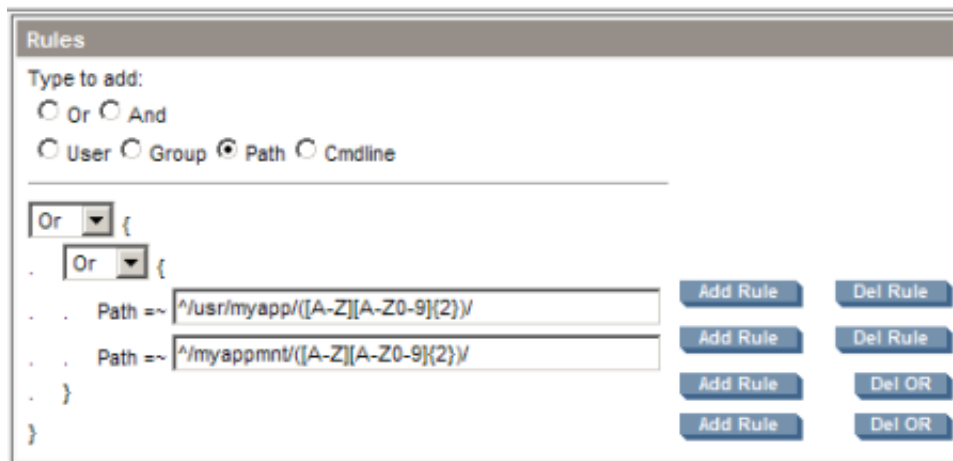 Rules
Type to add:
Or And
User Group Path Cmdline
Or {
. Or {
. . Path =~ ^/usr/myapp/([A-Z][A-Z0-9]{2})/ Add Rule Del Rule
. . Path =~ ^/myappmnt/([A-Z][A-Z0-9]{2})/ Add Rule Del Rule
. } Add Rule Del OR
} Add Rule Del OR